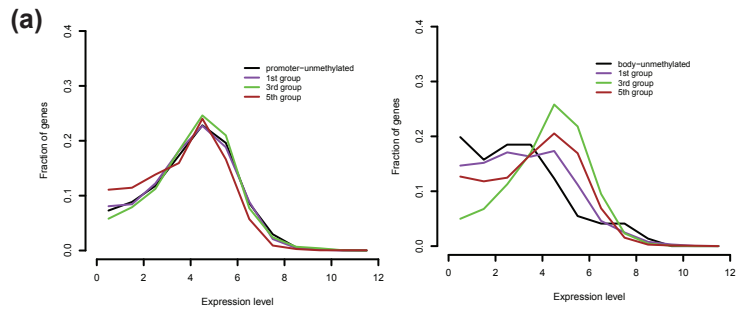 (a)
Fraction of genes
0.4
0.3
0.2
0.1
0.0
promoter−unmethylated
1st group
3rd group
5th group
0 2 4 6 8 10 12
Expression level
Fraction of genes
0.4
0.3
0.2
0.1
0.0
body−unmethylated
1st group
3rd group
5th group
0 2 4 6 8 10 12
Expression level